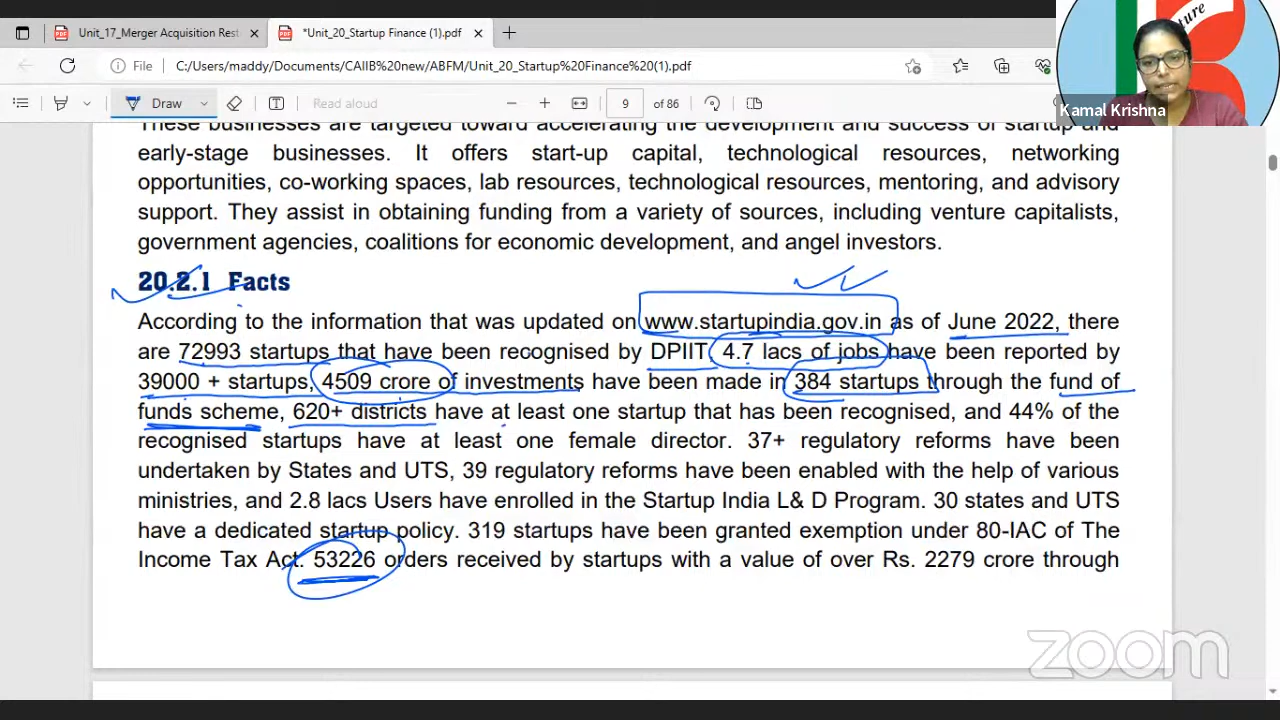 Unit_17_Merger Acquisition Rest
*Unit_20_Startup Finance (1).pdf
ture
File
C:/Users/maddy/Documents/CAIIB%20new/ABFM/Unit_20_Startup%20Finance%20(1).pdf
Draw
Read aloud
9 of 86
Kamal Krishna
These businesses are targeted toward accelerating the development and success of startup and
early-stage businesses. It offers start-up capital, technological resources, networking
opportunities, co-working spaces, lab resources, technological resources, mentoring, and advisory
support. They assist in obtaining funding from a variety of sources, including venture capitalists,
government agencies, coalitions for economic development, and angel investors.
20.2.1 Facts
According to the information that was updated on www.startupindia.gov.in as of June 2022, there
are 72993 startups that have been recognised by DPIIT. 4.7 lacs of jobs have been reported by
39000 + startups, 4509 crore of investments have been made in 384 startups through the fund of
funds scheme, 620+ districts have at least one startup that has been recognised, and 44% of the
recognised startups have at least one female director. 37+ regulatory reforms have been
undertaken by States and UTS, 39 regulatory reforms have been enabled with the help of various
ministries, and 2.8 lacs Users have enrolled in the Startup India L& D Program. 30 states and UTS
have a dedicated startup policy. 319 startups have been granted exemption under 80-IAC of The
Income Tax Act. 53226 orders received by startups with a value of over Rs. 2279 crore through
zoom